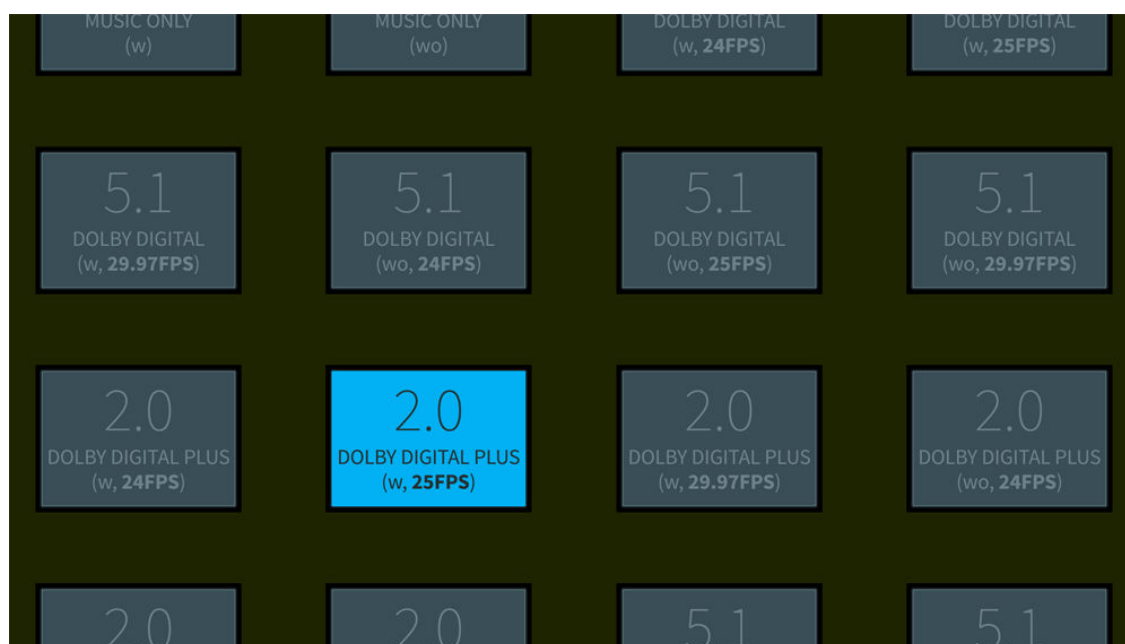 MUSIC ONLY
(w)
MUSIC ONLY
(wo)
DOLBY DIGITAL
(w, 24FPS)
DOLBY DIGITAL
(w, 25FPS)
5.1
DOLBY DIGITAL
(w, 29.97FPS)
5.1
DOLBY DIGITAL
(wo, 24FPS)
5.1
DOLBY DIGITAL
(wo, 25FPS)
5.1
DOLBY DIGITAL
(wo, 29.97FPS)
2.0
DOLBY DIGITAL PLUS
(w, 24FPS)
2.0
DOLBY DIGITAL PLUS
(w, 25FPS)
2.0
DOLBY DIGITAL PLUS
(w, 29.97FPS)
2.0
DOLBY DIGITAL PLUS
(wo, 24FPS)
2.0
2.0
5.1
5.1